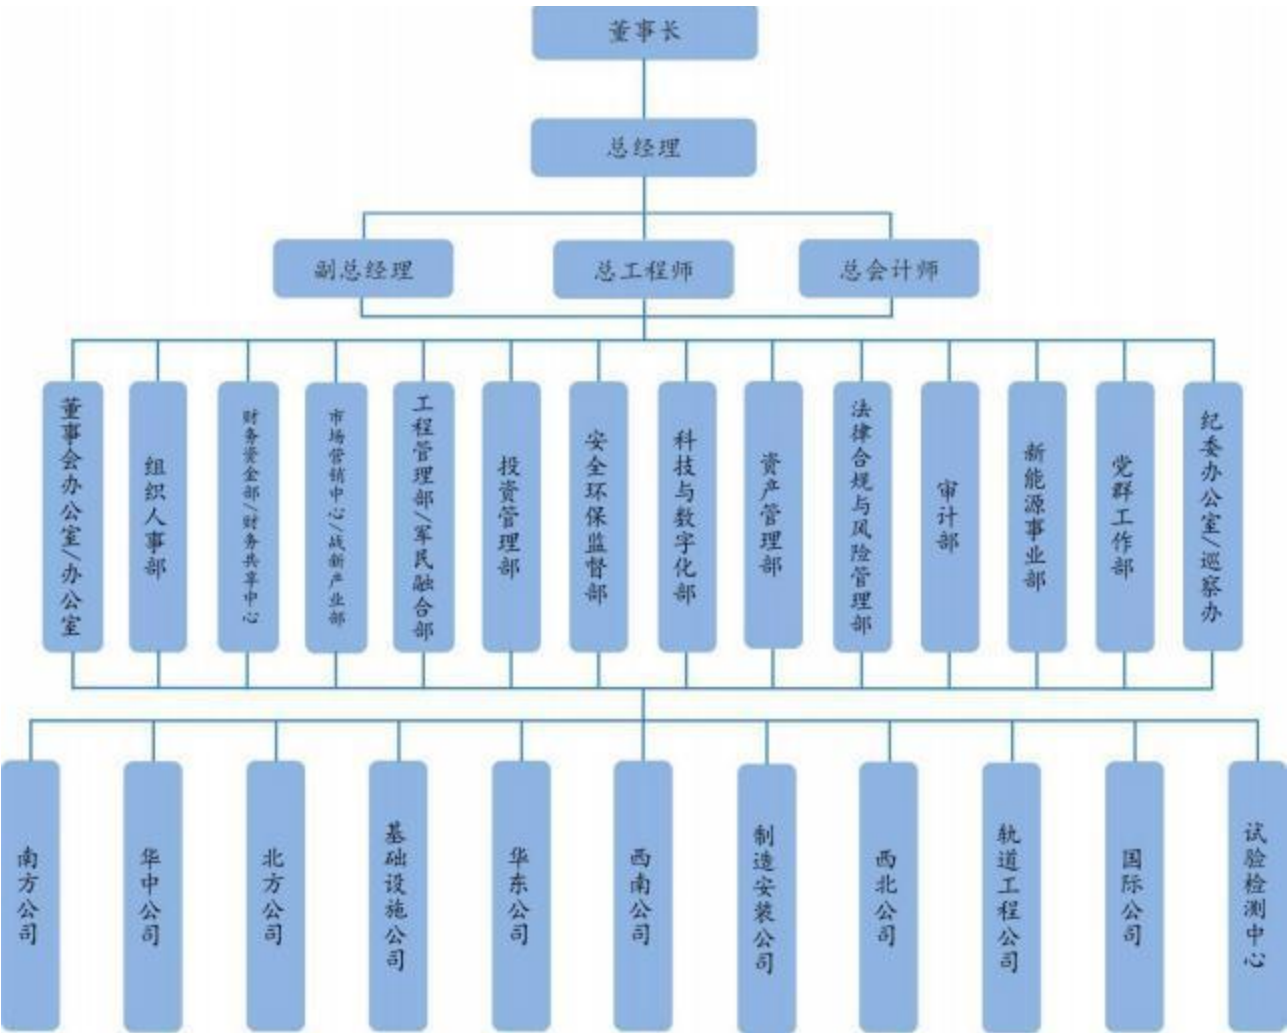 董事长
总经理
副总经理
总工程师
总会计师
董事会办公室/办公室
组织人事部
财务资金部/财务共享中心
市场营销中心/战新产业部
工程管理部/军民融合部
投资管理部
安全环保监督部
科技与数字化部
资产管理部
法律合规与风险管理部
审计部
新能源事业部
党群工作部
纪委办公室/巡察办
南方公司
华中公司
北方公司
基础设施公司
华东公司
西南公司
制造安装公司
西北公司
轨道工程公司
国际公司
试验检测中心